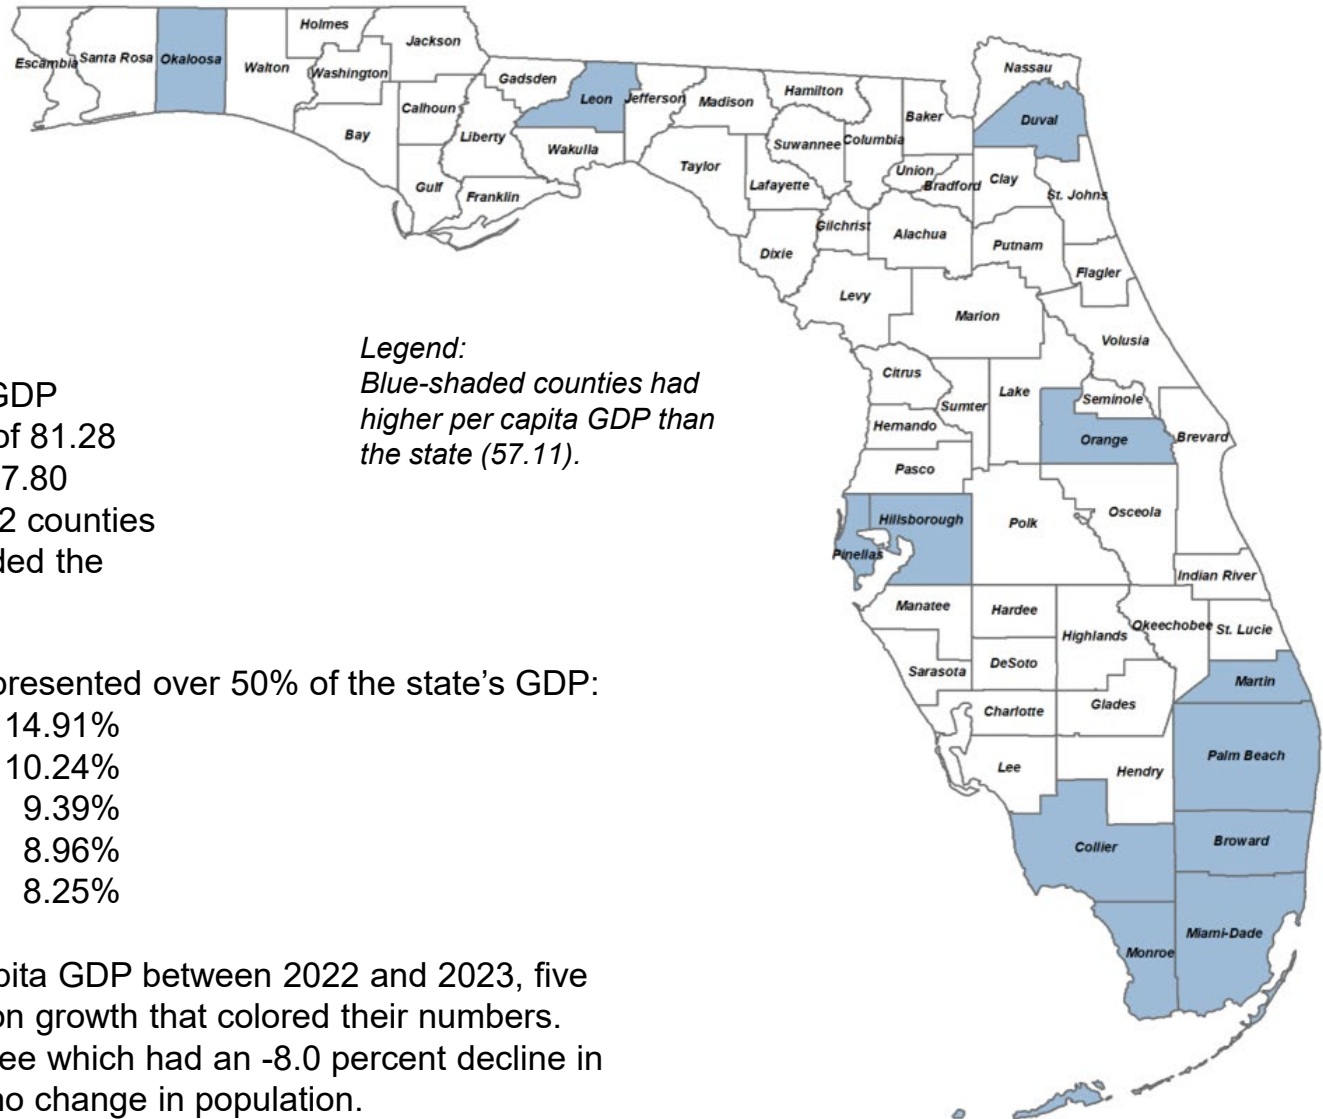 Holmes
Jackson
Escambia
Santa Rosa
Okaloosa
Walton
Washington
Gadsden
Leon
Jefferson
Madison
Hamilton
Nassau
Duval
Baker
Calhoun
Bay
Liberty
Wakulla
Taylor
Suwannee
Columbia
Union
Bradford
Clay
St. Johns
Gulf
Franklin
Lafayette
Gilchrist
Alachua
Putnam
Dixie
Flagler
Levy
Marion
Volusia
Citrus
Sumter
Lake
Seminole
Hernando
Orange
Brevard
Pasco
Hillsborough
Polk
Osceola
Pinellas
Indian River
Manatee
Hardee
Highlands
Okeechobee
St. Lucie
Sarasota
DeSoto
Martin
Charlotte
Glades
Lee
Hendry
Palm Beach
Collier
Broward
Monroe
Miami-Dade
Legend:
Blue-shaded counties had
higher per capita GDP than
the state (57.11).
GDP
of 81.28
7.80
2 counties
ded the
presented over 50% of the state’s GDP:
14.91%
10.24%
9.39%
8.96%
8.25%
pita GDP between 2022 and 2023, five
on growth that colored their numbers.
ee which had an -8.0 percent decline in
no change in population.